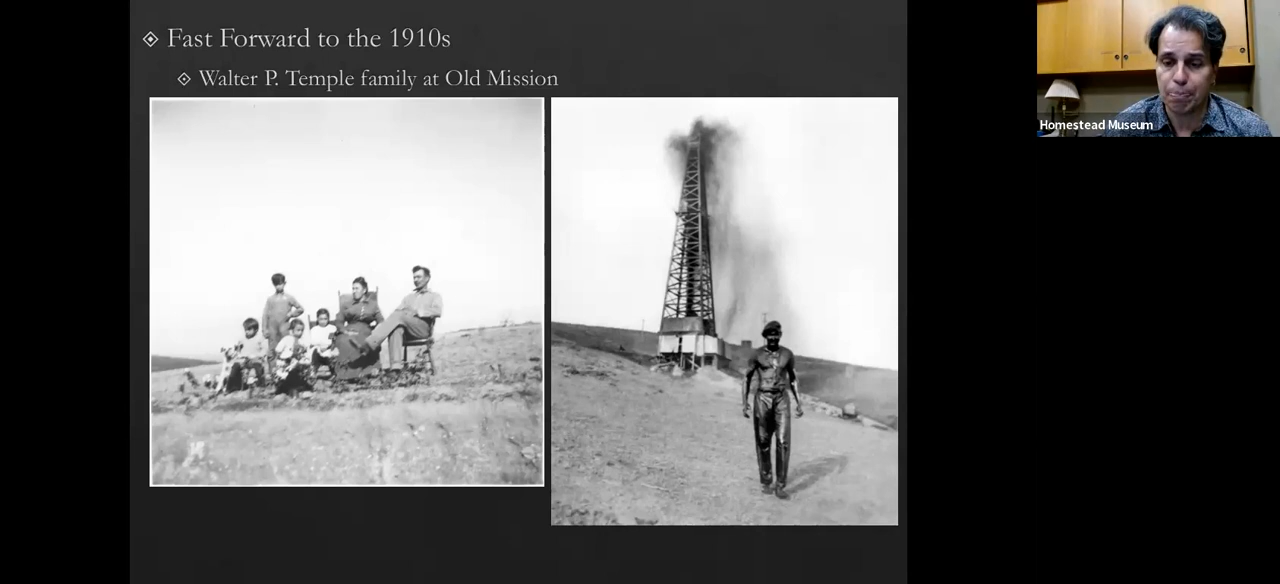 Fast Forward to the 1910s
Walter P. Temple family at Old Mission
Homestead Museum